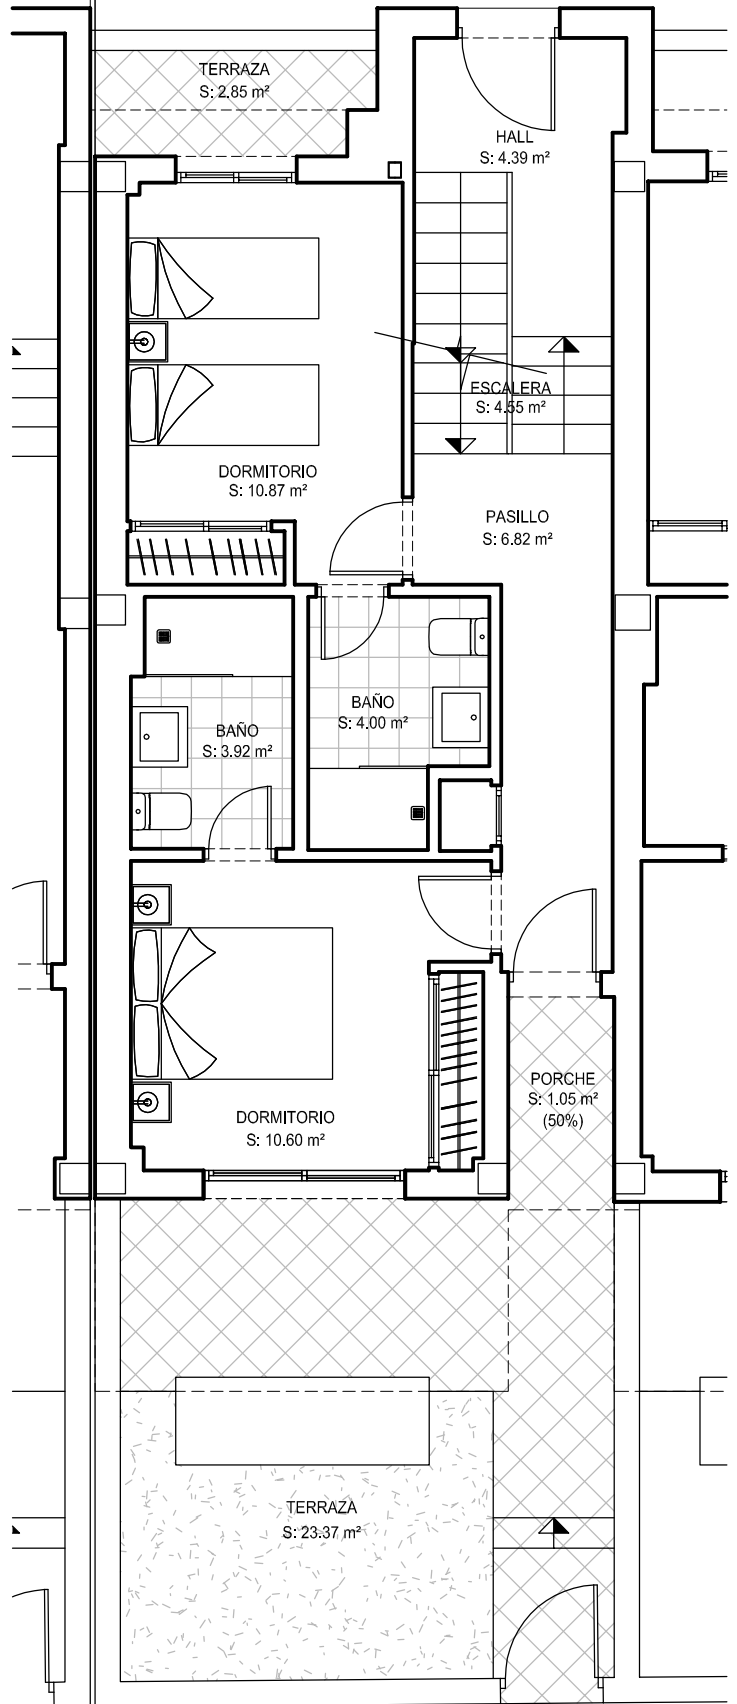 TERRAZA
S: 2.85 m²
HALL
S: 4.39 m²
ESCALERA
S: 4.55 m²
DORMITORIO
S: 10.87 m²
PASILLO
S: 6.82 m²
BAÑO
S: 4.00 m²
BAÑO
S: 3.92 m²
PORCHE
S: 1.05 m²
(50%)
DORMITORIO
S: 10.60 m²
TERRAZA
S: 23.37 m²